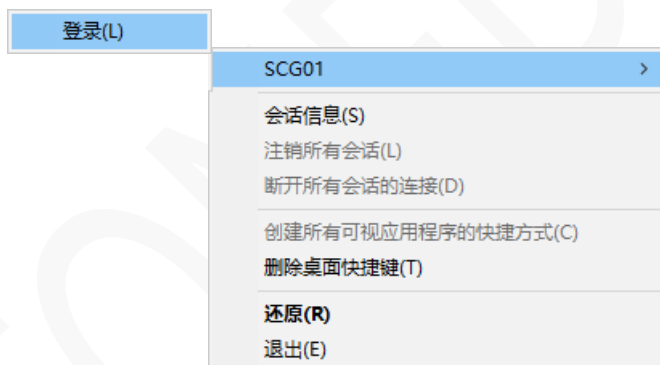 登录(L)
SCG01
会话信息(S)
注销所有会话(L)
断开所有会话的连接(D)
创建所有可视应用程序的快捷方式(C)
删除桌面快捷键(T)
还原(R)
退出(E)